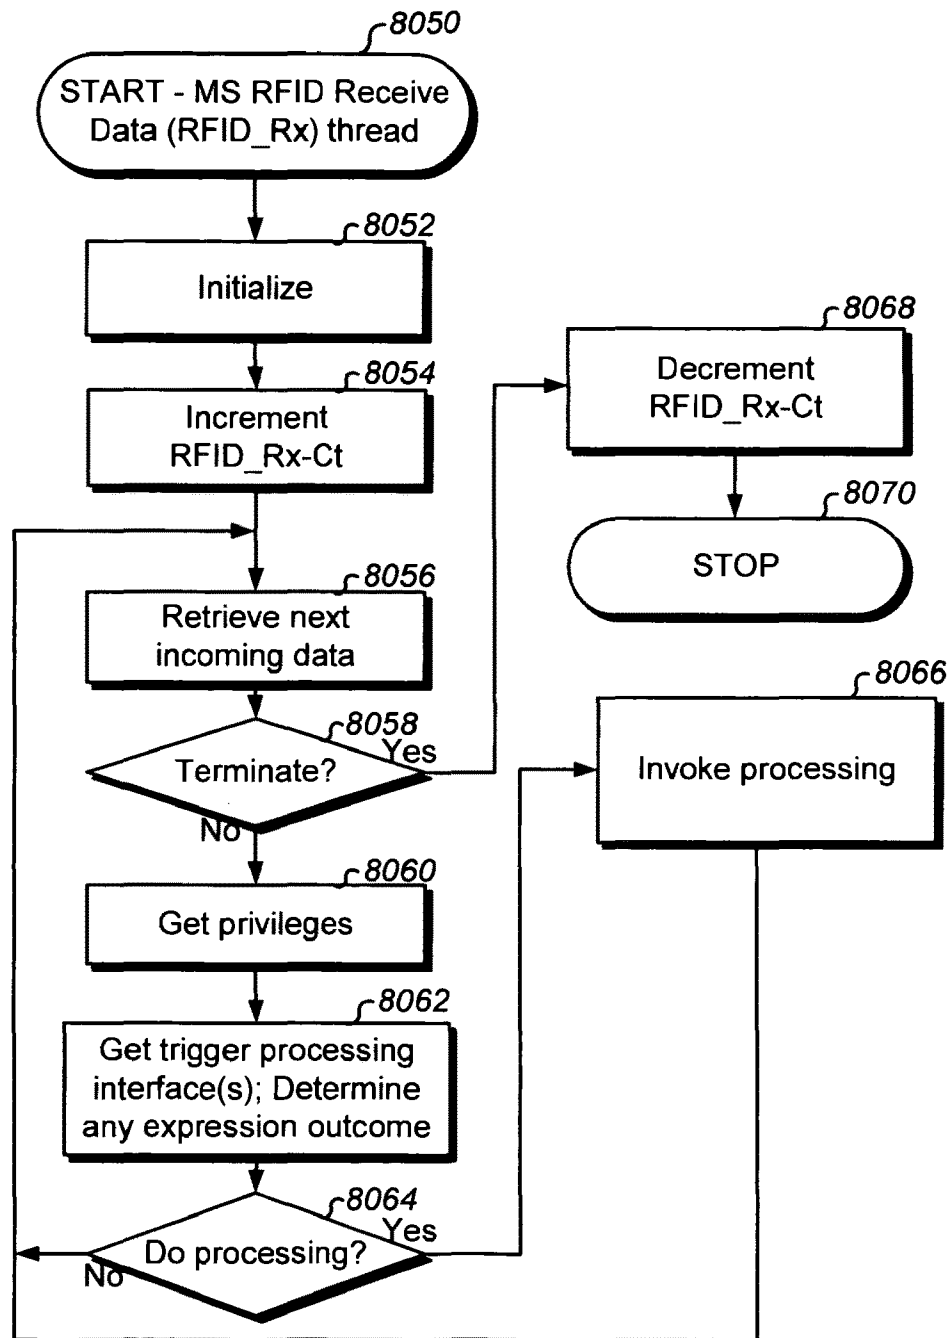 8050
START - MS RFID Receive
Data (RFID_Rx) thread
8052
Initialize
8054
Increment
RFID_Rx-Ct
8056
Retrieve next
incoming data
8058
Terminate?
Yes
No
8060
Get privileges
8062
Get trigger processing
interface(s); Determine
any expression outcome
8064
Do processing?
Yes
No
8068
Decrement
RFID_Rx-Ct
8070
STOP
8066
Invoke processing